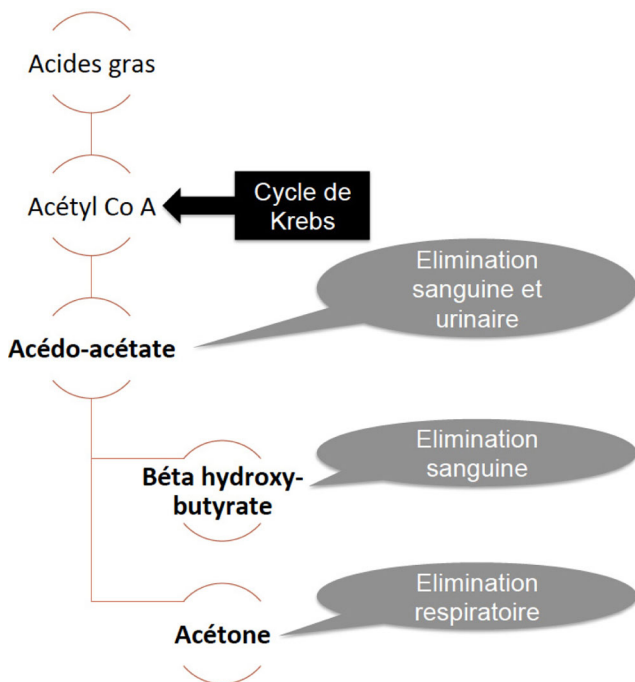 Acides gras
Acétyl Co A
Cycle de
Krebs
Elimination
sanguine et
urinaire
Acédo-acétate
Elimination
sanguine
Béta hydroxy-
butyrate
Elimination
respiratoire
Acétone